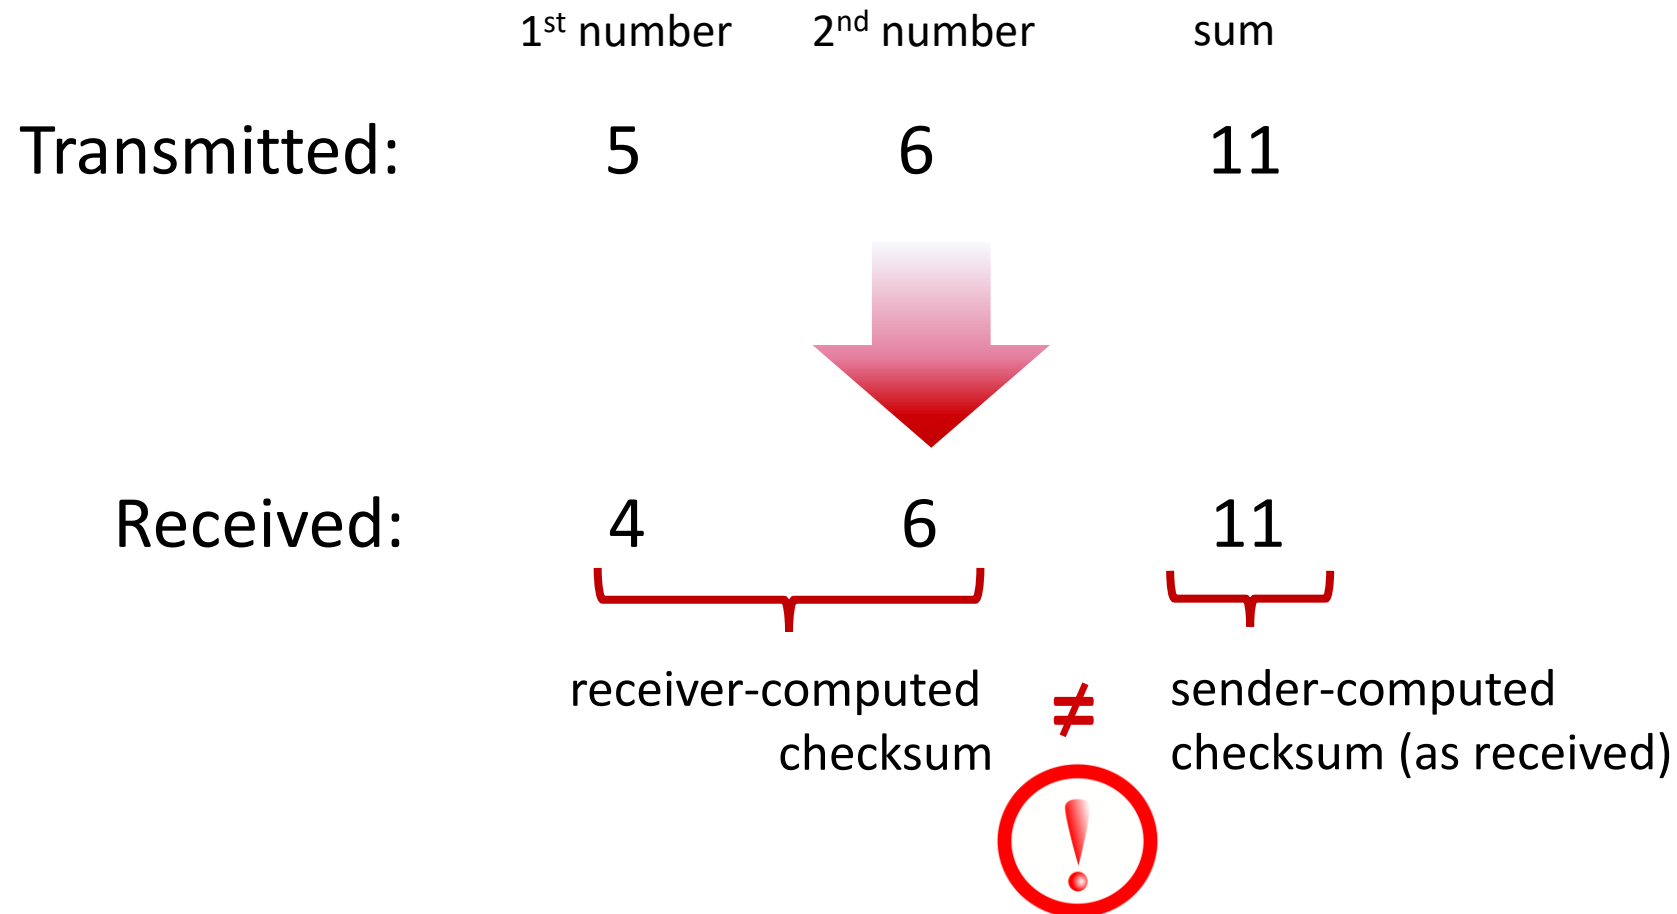 1st number 2nd number sum
Transmitted: 5 6 11
Received: 4 6 11
receiver-computed ≠ sender-computed
checksum checksum (as received)
!